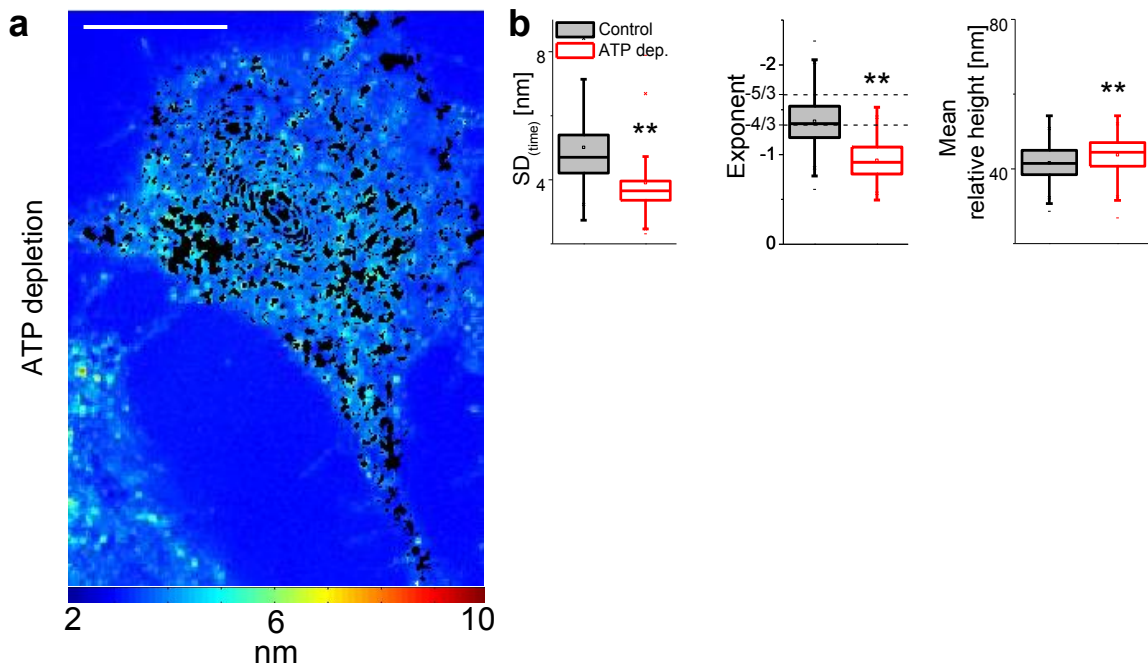 a
ATP depletion
2 6 10
nm
b
Control
ATP dep.
SD(time) [nm]
8
4
**
Exponent
-2
-5/3
-4/3
-1
0
**
Mean
relative height [nm]
80
40
**